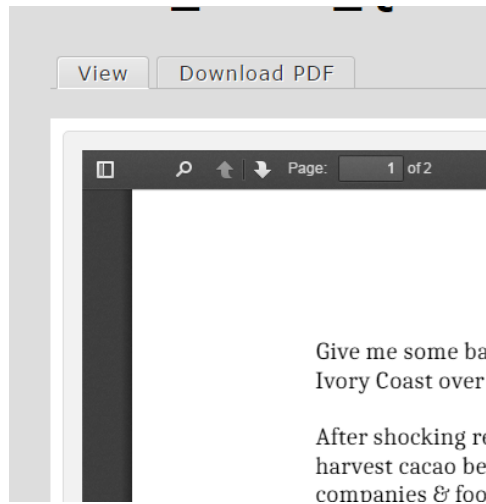 View Download PDF
Page: 1 of 2
Give me some ba
Ivory Coast over
After shocking re
harvest cacao be
companies & foo